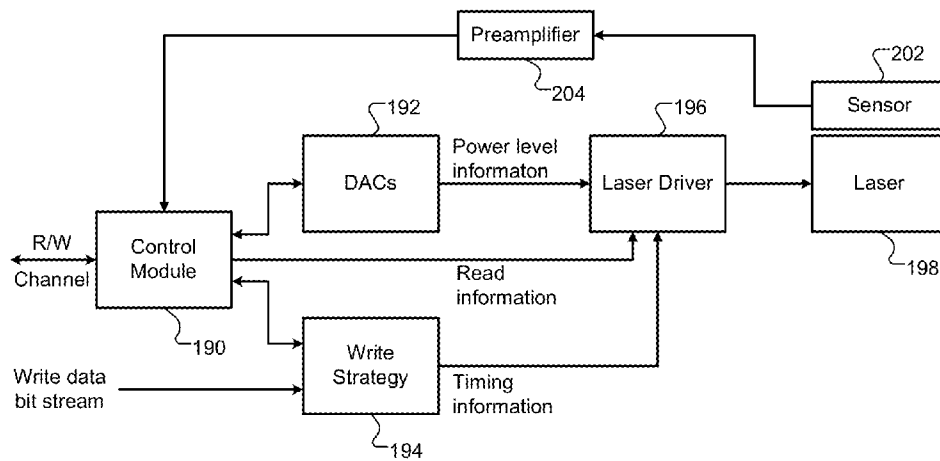 Preamplifier
204
202
Sensor
192
DACs
Power level
informaton
196
Laser Driver
Laser
198
R/W
Channel
Control
Module
190
Read
information
Write data
bit stream
Write
Strategy
194
Timing
information